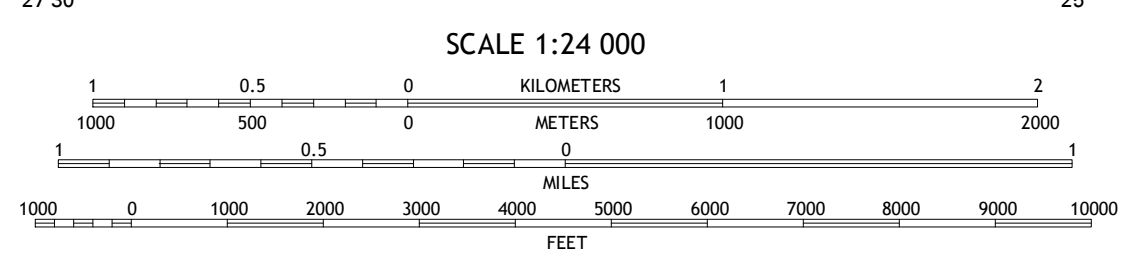 27'30"
25'
SCALE 1:24 000
1 0.5 0 KILOMETERS 1 2
1000 500 0 METERS 1000 2000
1 0.5 0 1
MILES
1000 0 1000 2000 3000 4000 5000 6000 7000 8000 9000 10000
FEET